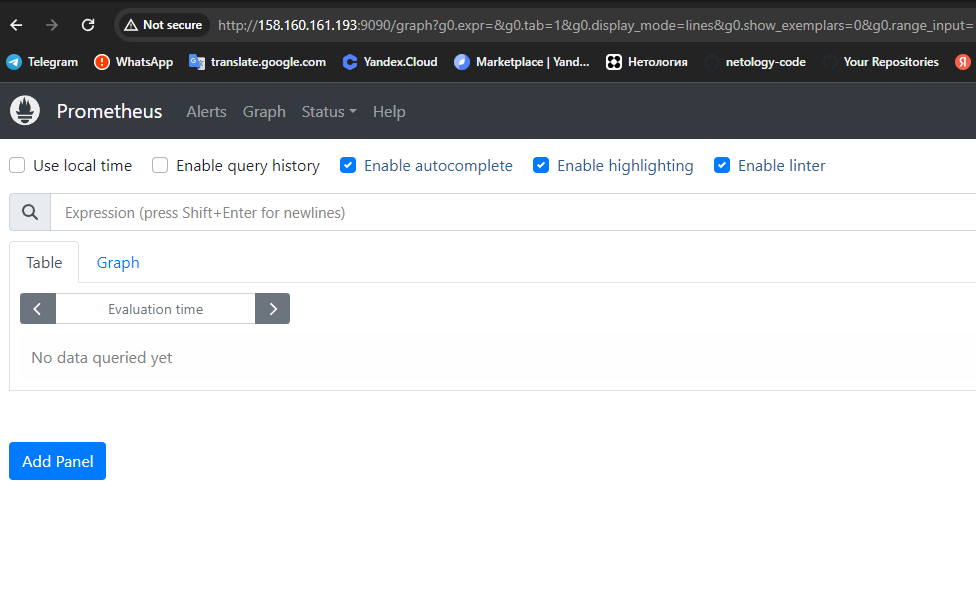 Not secure http://158.160.161.193:9090/graph?g0.expr=&g0.tab=1&g0.display_mode=lines&g0.show_exemplars=0&g0.range_input=
Telegram WhatsApp translate.google.com Yandex.Cloud Marketplace | Yand... Нетология netology-code Your Repositories Я
Prometheus Alerts Graph Status Help
Use local time Enable query history Enable autocomplete Enable highlighting Enable linter
Expression (press Shift+Enter for newlines)
Table Graph
Evaluation time
No data queried yet
Add Panel